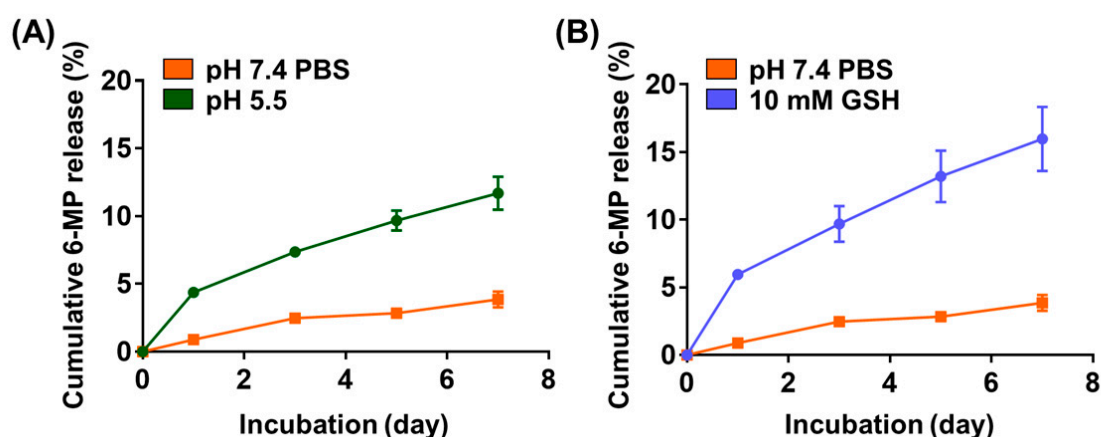 (A)
pH 7.4 PBS
pH 5.5
Cumulative 6-MP release (%)
20
15
10
5
0
0 2 4 6 8
Incubation (day)
(B)
pH 7.4 PBS
10 mM GSH
Cumulative 6-MP release (%)
20
15
10
5
0
0 2 4 6 8
Incubation (day)